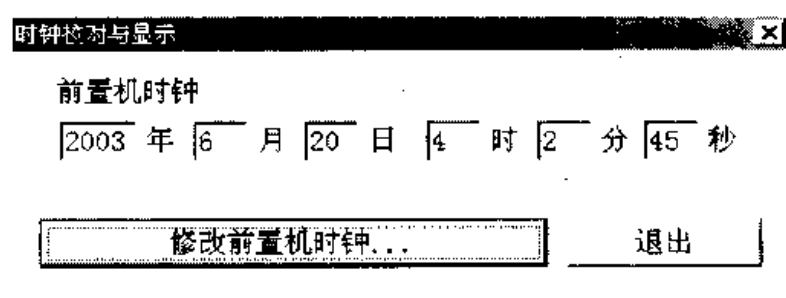 时钟校对与显示
前置机时钟
2003 年 6 月 20 日 4 时 2 分 45 秒
修改前置机时钟... 退出